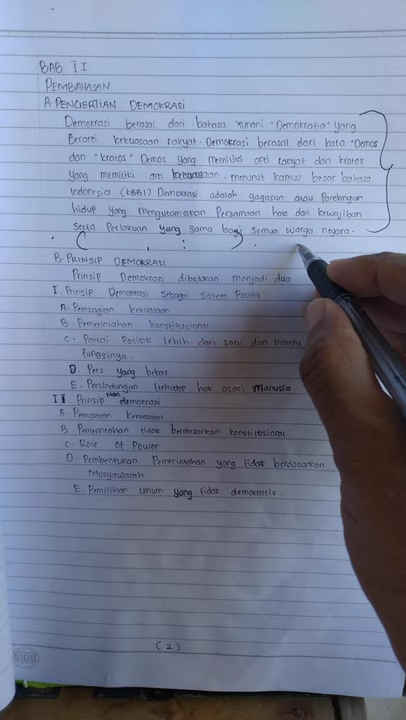 BAB II
PEMBAHASAN
A. PENGERTIAN DEMOKRASI
Demokrasi berasal dari bahasa Yunani "Demokratia" yang
Berarti kekuasaan rakyat. Demokrasi berasal dari kata "Demos
dan "kratos" Demos yang memiliki arti rakyat dan kratos
yang memiliki arti kekuasaan. menurut kamus besar bahasa
indonesia. (KBBI) Demokrasi adalah gagasan atau Pandangan
hidup yang mengutamakan Persamaan hak dan kewajiban
serta Perlakuan yang sama bagi semua warga negara.
B. PRINSIP DEMOKRASI
Prinsip Demokrasi dibedakan menjadi dua
I. Prinsip Demokrasi sebagai Sistem Politik.
A. Pembagian kekuasaan
B. Pemerintahan konstitusional
C. Partai Politik lebih dari satu dan mampu
fungsinya.
D. Pers yang bebas
E. Perlindungan terhadap hak asasi Manusia
II. Prinsip Non demokrasi
A. Pemusatan kekuasaan
B. Pemerintahan tidak berdasarkan konstitusional
C. Role Of Power
D. Pembentukan Pemerintahan yang tidak berdasarkan
Musyawarah
E. Pemilihan umum yang tidak demokratis.
(2)
SIDU